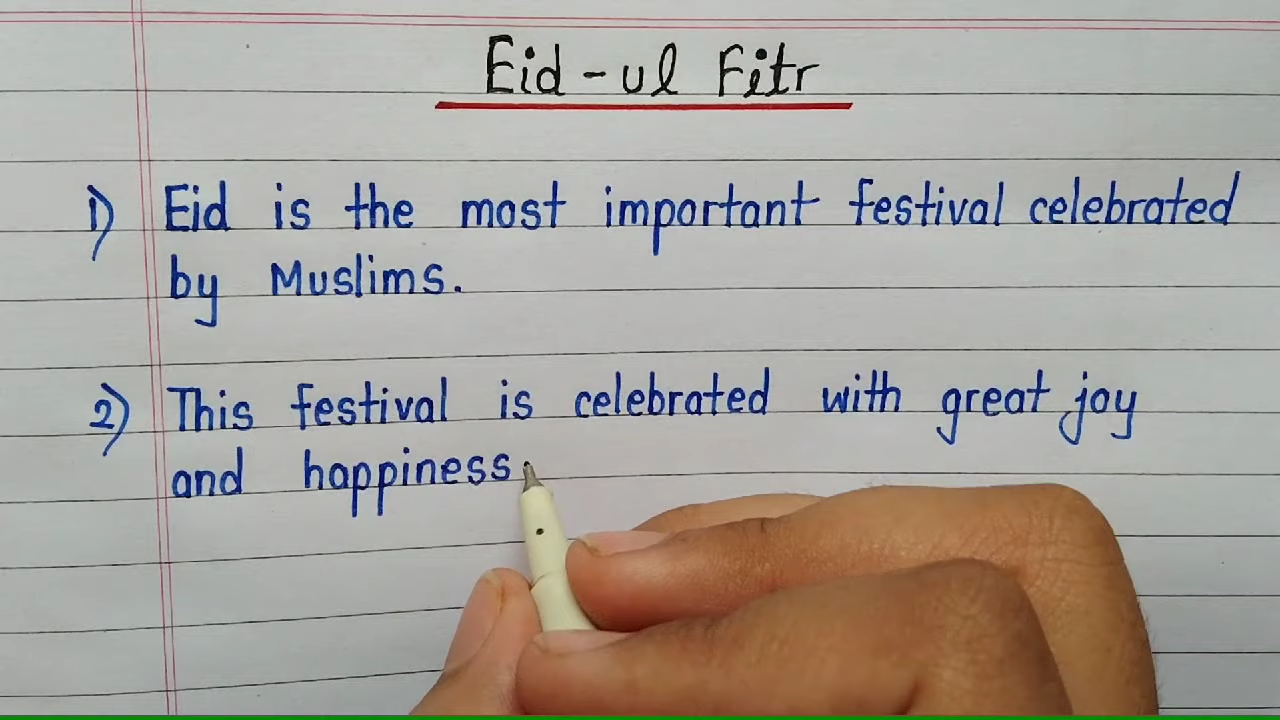 Eid-ul Fitr
1) Eid is the most important festival celebrated
by Muslims.
2) This festival is celebrated with great joy
and happiness.